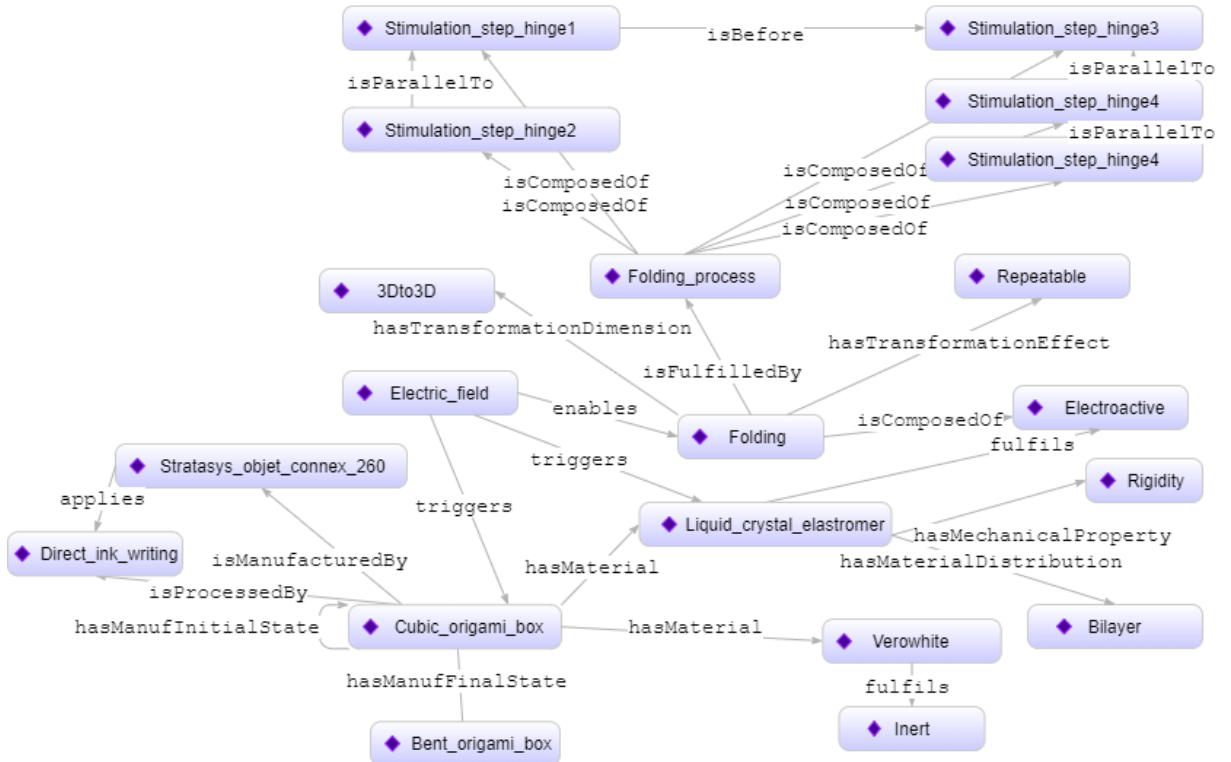 Stimulation_step_hinge1
isBefore
Stimulation_step_hinge3
isParallelTo
isParallelTo
Stimulation_step_hinge4
Stimulation_step_hinge2
isParallelTo
Stimulation_step_hinge4
isComposedOf
isComposedOf
isComposedOf
isComposedOf
isComposedOf
Folding_process
Repeatable
3Dto3D
hasTransformationDimension
hasTransformationEffect
isFulfilledBy
Electric_field
enables
Electroactive
isComposedOf
Folding
fulfils
triggers
Stratasys_objet_connex_260
Rigidity
applies
triggers
Liquid_crystal_elastromer
hasMechanicalProperty
Direct_ink_writing
isManufacturedBy
hasMaterialDistribution
hasMaterial
isProcessedBy
hasManufInitialState
Cubic_origami_box
hasMaterial
Bilayer
Verowhite
hasManufFinalState
fulfils
Inert
Bent_origami_box